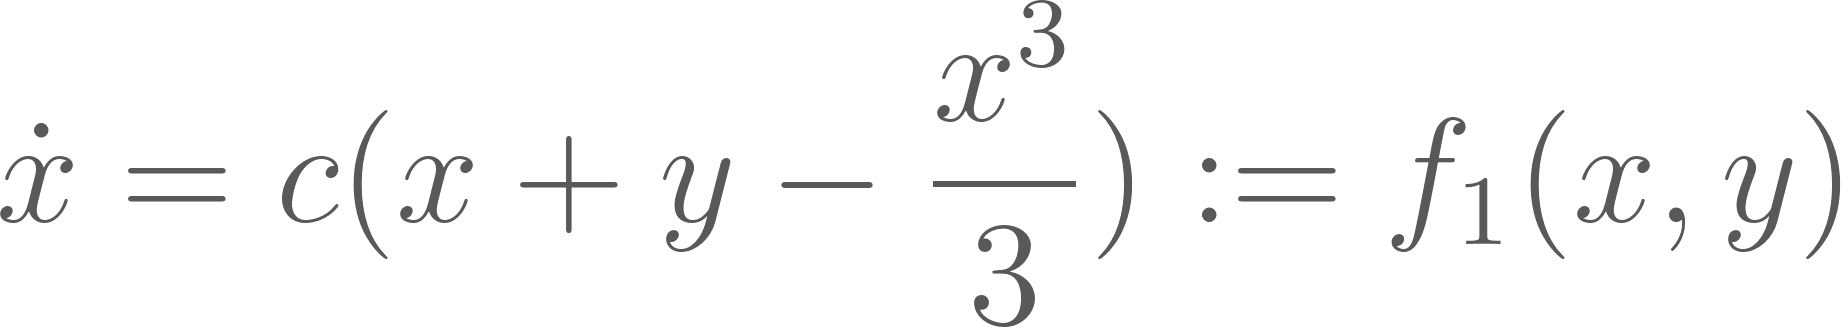 ẋ = c(x + y − x³/3) := f₁(x, y)